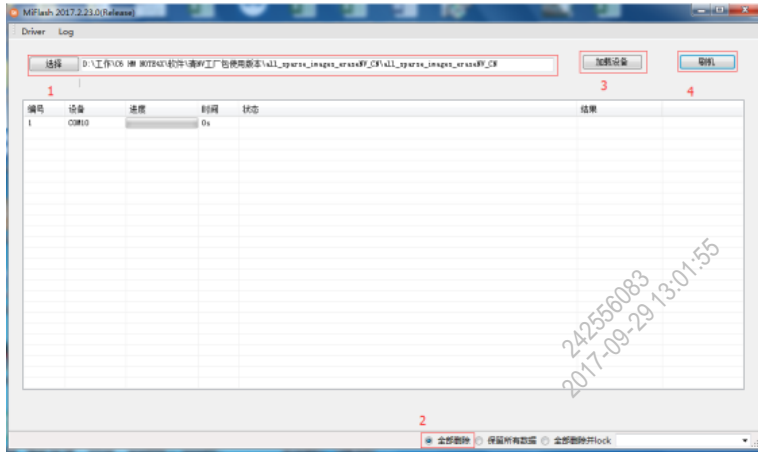 MiFlash 2017.2.23.0(Release)
Driver Log
选择 D:\工作\C6 HM NOTE4X\软件\清NV工厂包使用版本\all_sparse_images_eraseNV_CN\all_sparse_images_eraseNV_CN 加载设备 刷机
1 3 4
编号 设备 进度 时间 状态 结果
1 COM10 0s
242556083
2017-09-29 13:01:55
2
全部删除 保留所有数据 全部删除并lock